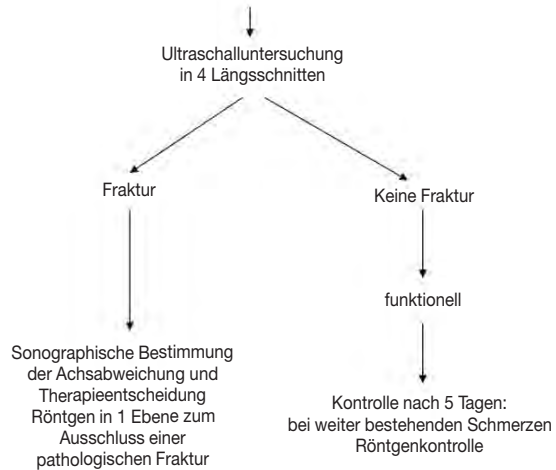 Ultraschalluntersuchung
in 4 Längsschnitten
Fraktur
Keine Fraktur
funktionell
Sonographische Bestimmung
der Achsabweichung und
Therapieentscheidung
Röntgen in 1 Ebene zum
Ausschluss einer
pathologischen Fraktur
Kontrolle nach 5 Tagen:
bei weiter bestehenden Schmerzen
Röntgenkontrolle